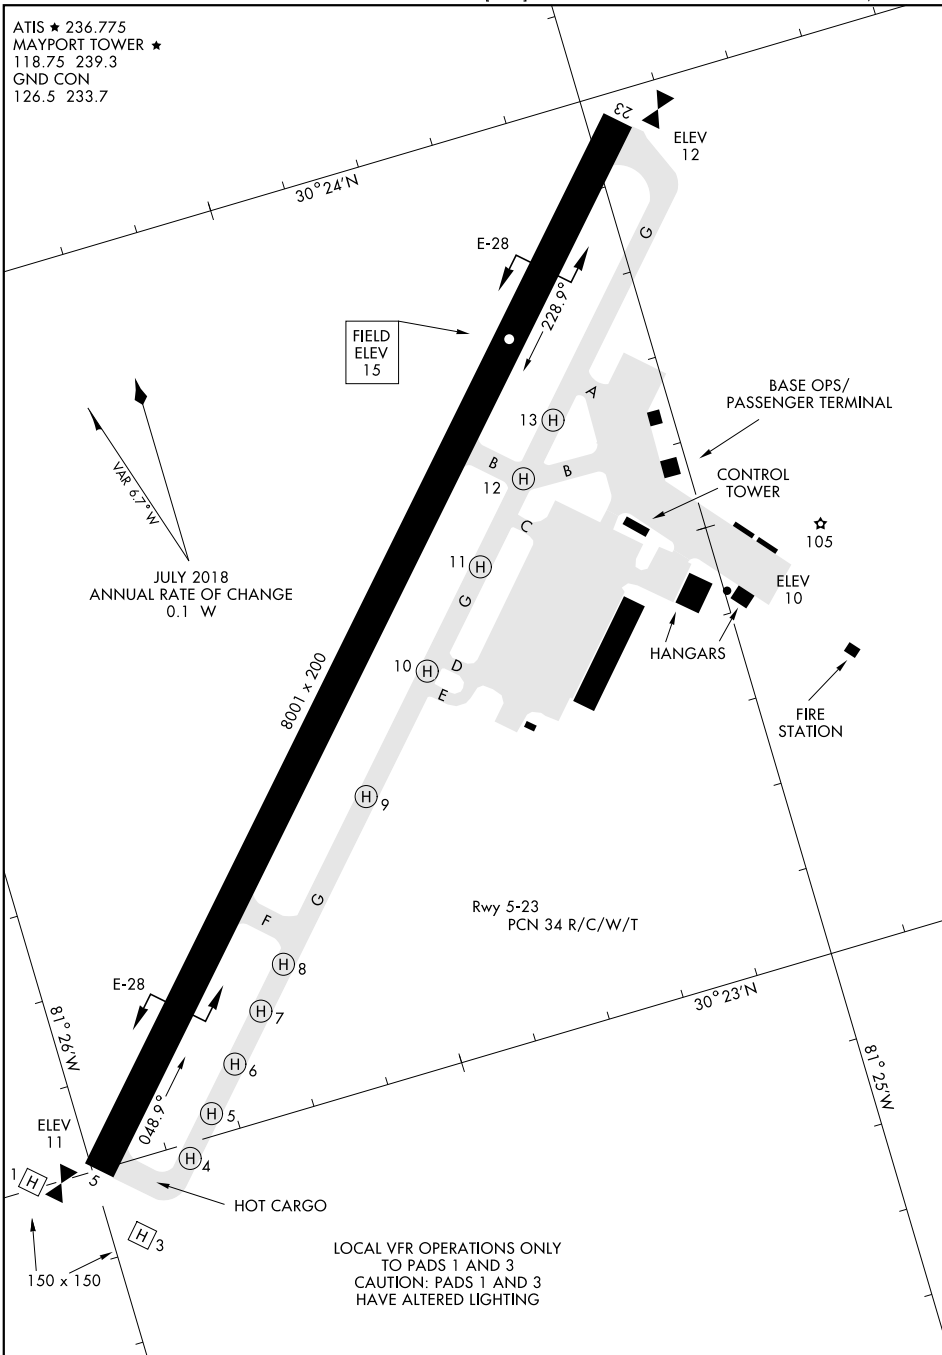 ATIS ★ 236.775
MAYPORT TOWER ★
118.75 239.3
GND CON
126.5 233.7
23
ELEV
12
30°24'N
G
E-28
228.9°
FIELD
ELEV
15
A
BASE OPS/
PASSENGER TERMINAL
13 H
B
B
12 H
CONTROL
TOWER
C
105
VAR 6.7° W
11 H
JULY 2018
ANNUAL RATE OF CHANGE
0.1 W
ELEV
10
G
HANGARS
10 H
D
E
8001 x 200
FIRE
STATION
H 9
G
F
Rwy 5-23
PCN 34 R/C/W/T
H 8
E-28
30°23'N
H 7
81°26'W
H 6
81°25'W
048.9°
H 5
ELEV
11
H 4
1 H
5
HOT CARGO
H 3
150 x 150
LOCAL VFR OPERATIONS ONLY
TO PADS 1 AND 3
CAUTION: PADS 1 AND 3
HAVE ALTERED LIGHTING